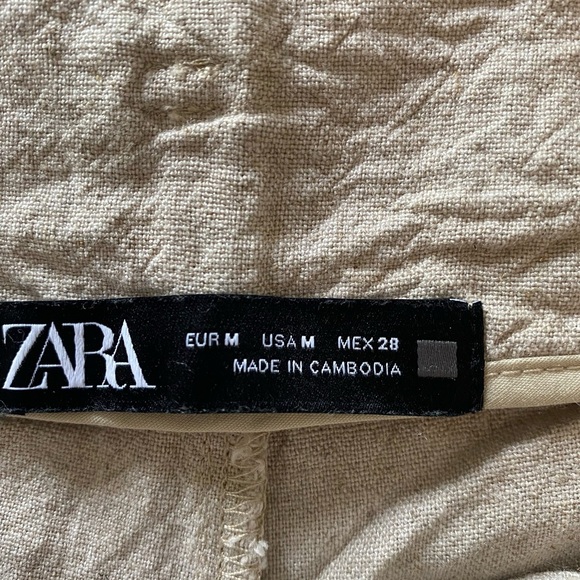 ZARA
EUR M USA M MEX 28
MADE IN CAMBODIA